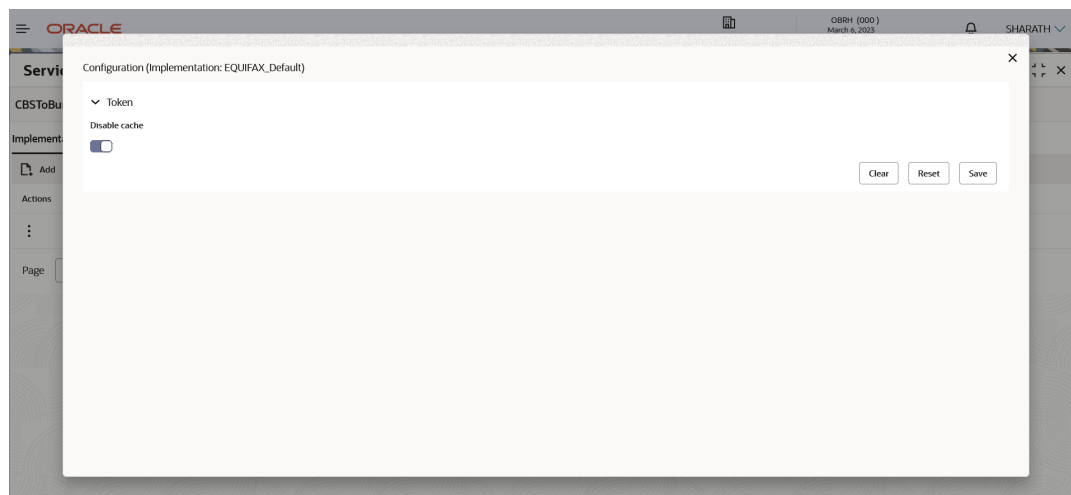 ORACLE
OBRH (000 )
March 6, 2023
SHARATH
Configuration (Implementation: EQUIFAX_Default)
Token
Disable cache
Clear Reset Save
Servi
CBSToBu
Implement
Add
Actions
Page